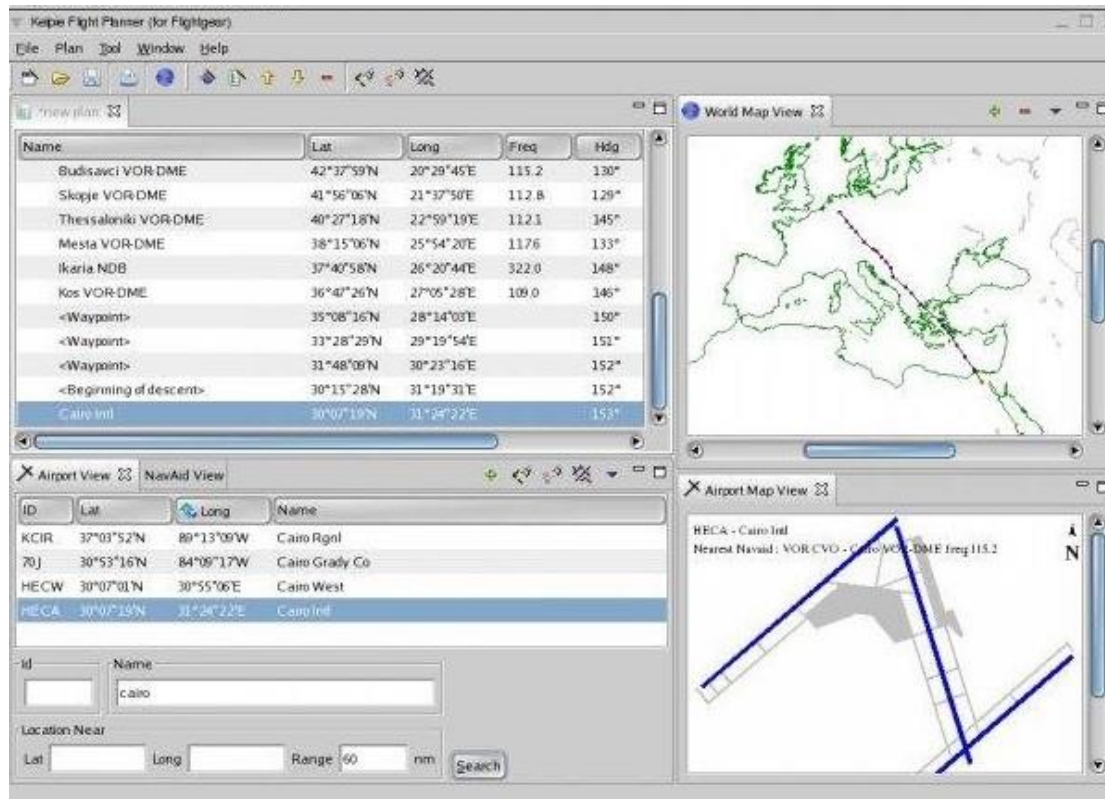 Kelpie Flight Planner (for Flightgear)
File Plan Tool Window Help
*new plan
Name Lat Long Freq Hdg
Budisavci VOR-DME 42°37"59'N 20°29"45'E 115.2 130°
Skopje VOR-DME 41°56"06'N 21°37"50'E 112.8 129°
Thessaloniki VOR-DME 40°27"18'N 22°59"19'E 112.1 145°
Mesta VOR-DME 38°15"06'N 25°54"20'E 117.6 133°
Ikaria NDB 37°40"58'N 26°20"44'E 322.0 148°
Kos VOR-DME 36°47"26'N 27°05"28'E 109.0 146°
<Waypoint> 35°08"16'N 28°14"03'E 150°
<Waypoint> 33°28"29'N 29°19"54'E 151°
<Waypoint> 31°48"09'N 30°23"16'E 152°
<Beginning of descent> 30°15"28'N 31°19"31'E 152°
Cairo Intl 30°07"19'N 31°24"22'E 153°
World Map View
Airport View NavAid View
ID Lat Long Name
KCIR 37°03"52'N 89°13"09'W Cairo Rgnl
70J 30°53"16'N 84°09"17'W Cairo Grady Co
HECW 30°07"01'N 30°55"06'E Cairo West
HECA 30°07"19'N 31°24"22'E Cairo Intl
Id Name
cairo
Location Near
Lat Long Range 60 nm Search
Airport Map View
HECA - Cairo Intl
Nearest Navaid : VOR CVO - Cairo VOR-DME freq 115.2
N